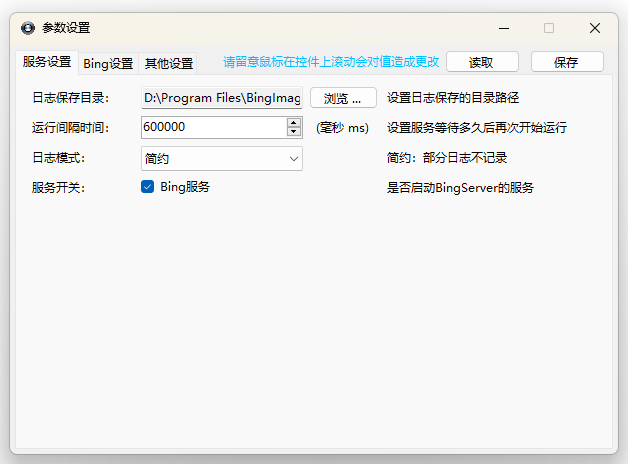 参数设置
服务设置 Bing设置 其他设置 请留意鼠标在控件上滚动会对值造成更改 读取 保存
日志保存目录: D:\Program Files\BingImag 浏览 ... 设置日志保存的目录路径
运行间隔时间: 600000 (毫秒 ms) 设置服务等待多久后再次开始运行
日志模式: 简约 简约：部分日志不记录
服务开关: Bing服务 是否启动BingServer的服务